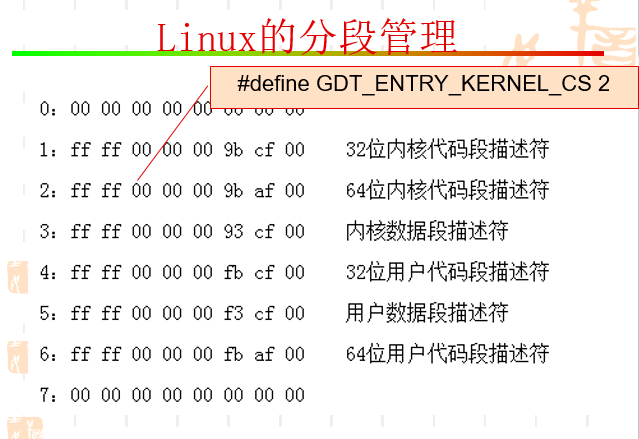 Linux的分段管理
#define GDT_ENTRY_KERNEL_CS 2
0: 00 00 00 00 00 00 00 00
1: ff ff 00 00 00 9b cf 00 32位内核代码段描述符
2: ff ff 00 00 00 9b af 00 64位内核代码段描述符
3: ff ff 00 00 00 93 cf 00 内核数据段描述符
4: ff ff 00 00 00 fb cf 00 32位用户代码段描述符
5: ff ff 00 00 00 f3 cf 00 用户数据段描述符
6: ff ff 00 00 00 fb af 00 64位用户代码段描述符
7: 00 00 00 00 00 00 00 00